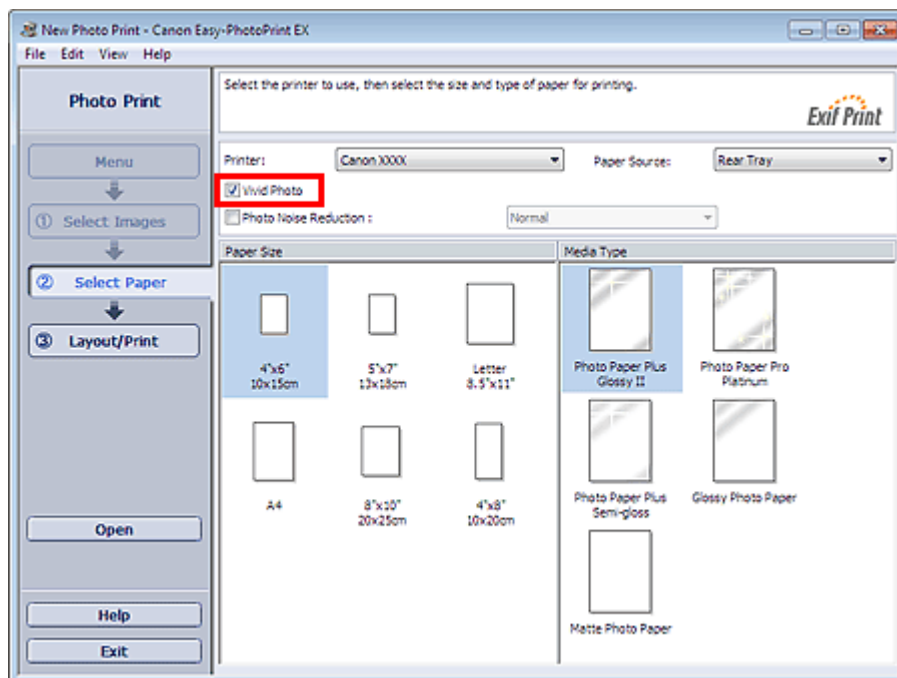 New Photo Print - Canon Easy-PhotoPrint EX
File Edit View Help
Photo Print
Select the printer to use, then select the size and type of paper for printing.
Exif Print
Menu
① Select Images
② Select Paper
③ Layout/Print
Open
Help
Exit
Printer: Canon XXXX Paper Source: Rear Tray
Vivid Photo
Photo Noise Reduction : Normal
Paper Size
4"x6"
10x15cm
5"x7"
13x18cm
Letter
8.5"x11"
A4
8"x10"
20x25cm
4"x8"
10x20cm
Media Type
Photo Paper Plus
Glossy II
Photo Paper Pro
Platinum
Photo Paper Plus
Semi-gloss
Glossy Photo Paper
Matte Photo Paper